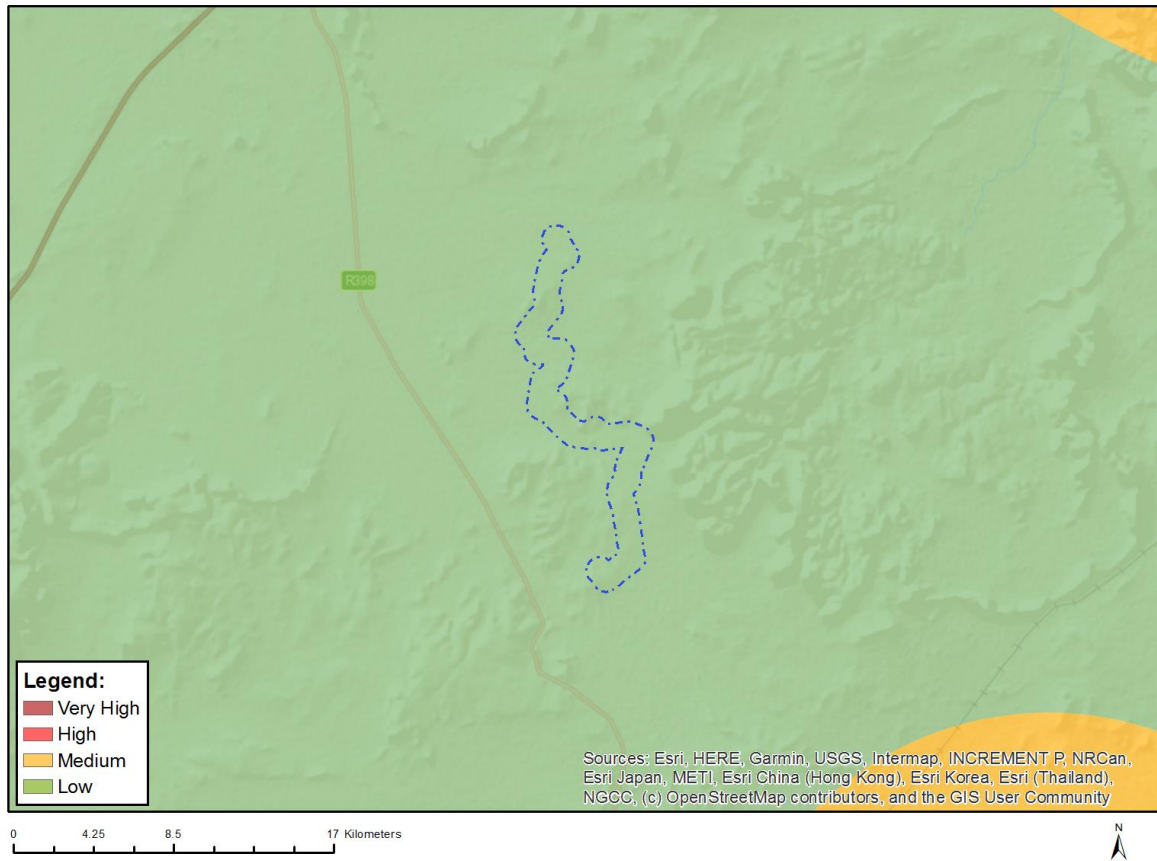 R398
Legend:
Very High
High
Medium
Low
Sources: Esri, HERE, Garmin, USGS, Intermap, INCREMENT P, NRCan,
Esri Japan, METI, Esri China (Hong Kong), Esri Korea, Esri (Thailand),
NGCC, (c) OpenStreetMap contributors, and the GIS User Community
0 4.25 8.5 17 Kilometers
N